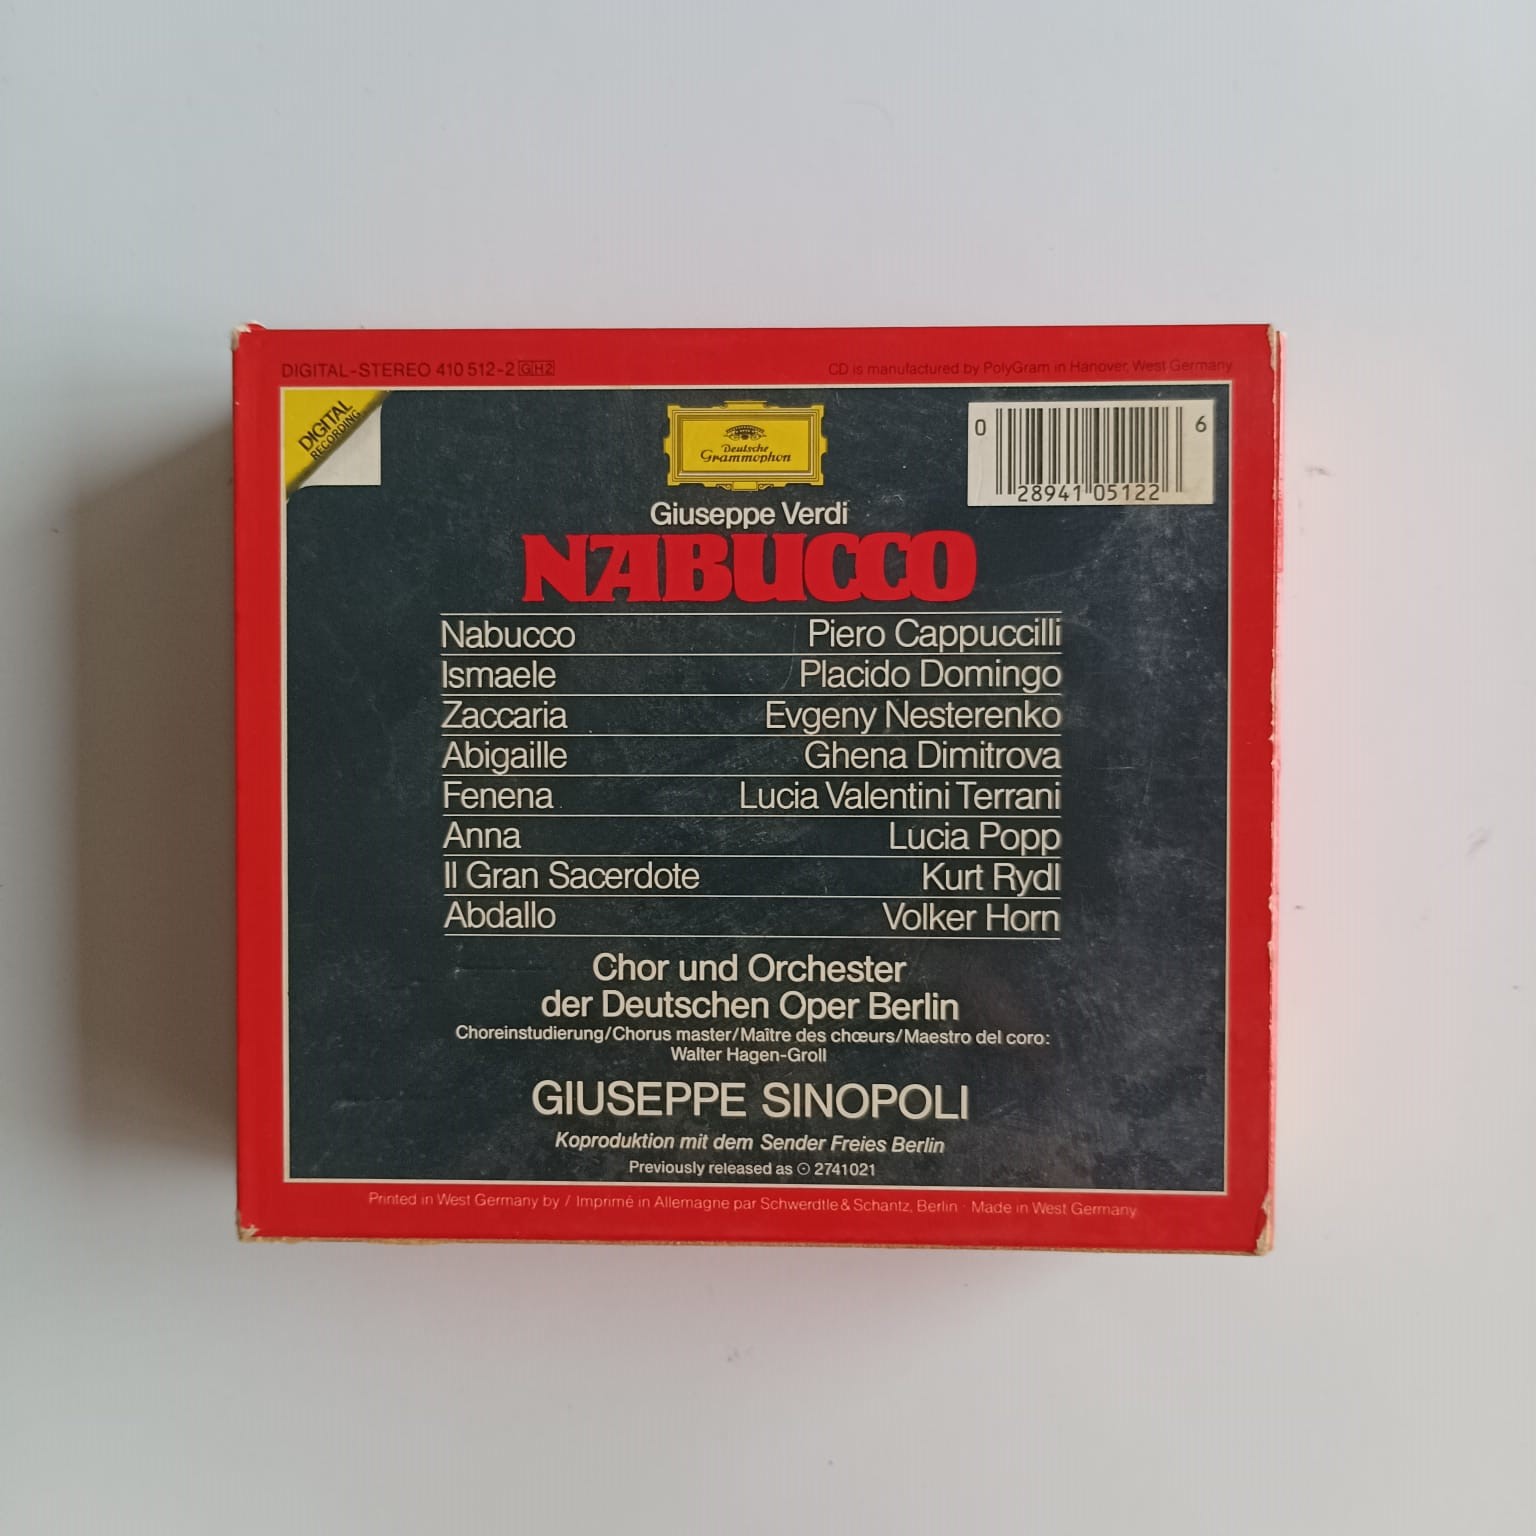 DIGITAL-STEREO 410 512-2 GH2
CD is manufactured by PolyGram in Hanover, West Germany
DIGITAL
RECORDING
Deutsche
Grammophon
0 28941 05122 6
Giuseppe Verdi
NABUCCO
Nabucco Piero Cappuccilli
Ismaele Placido Domingo
Zaccaria Evgeny Nesterenko
Abigaille Ghena Dimitrova
Fenena Lucia Valentini Terrani
Anna Lucia Popp
Il Gran Sacerdote Kurt Rydl
Abdallo Volker Horn
Chor und Orchester
der Deutschen Oper Berlin
Choreinstudierung/Chorus master/Maître des chœurs/Maestro del coro:
Walter Hagen-Groll
GIUSEPPE SINOPOLI
Koproduktion mit dem Sender Freies Berlin
Previously released as ⊙ 2741021
Printed in West Germany by / Imprimé in Allemagne par Schwerdtle & Schantz, Berlin · Made in West Germany